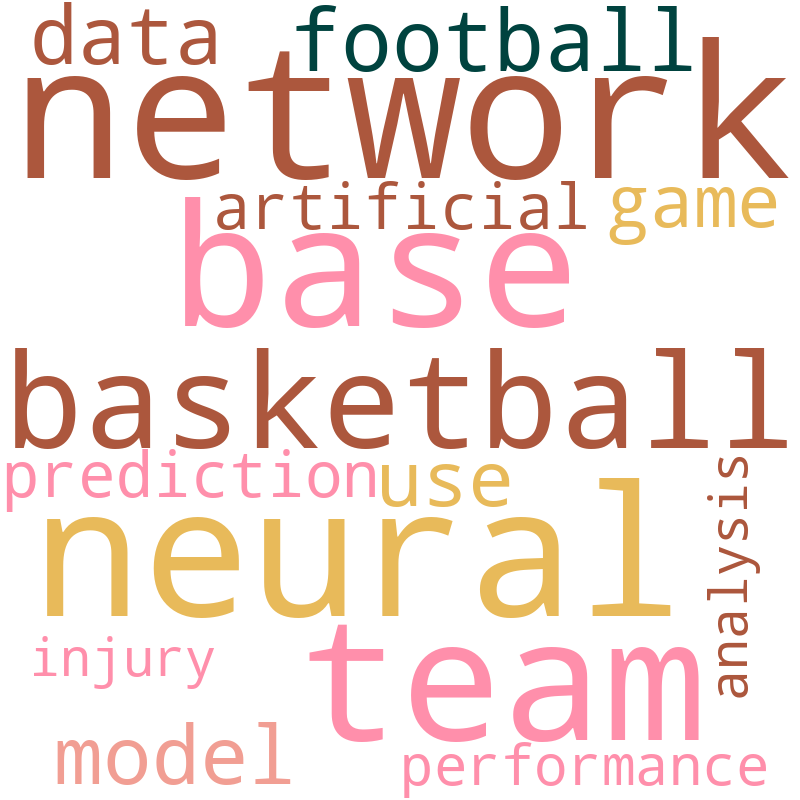 data football
network
artificial game
base
basketball
prediction use
analysis
neural
injury team
model performance